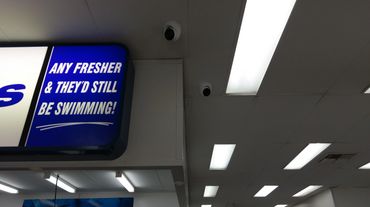 ANY FRESHER
& THEY'D STILL
BE SWIMMING!